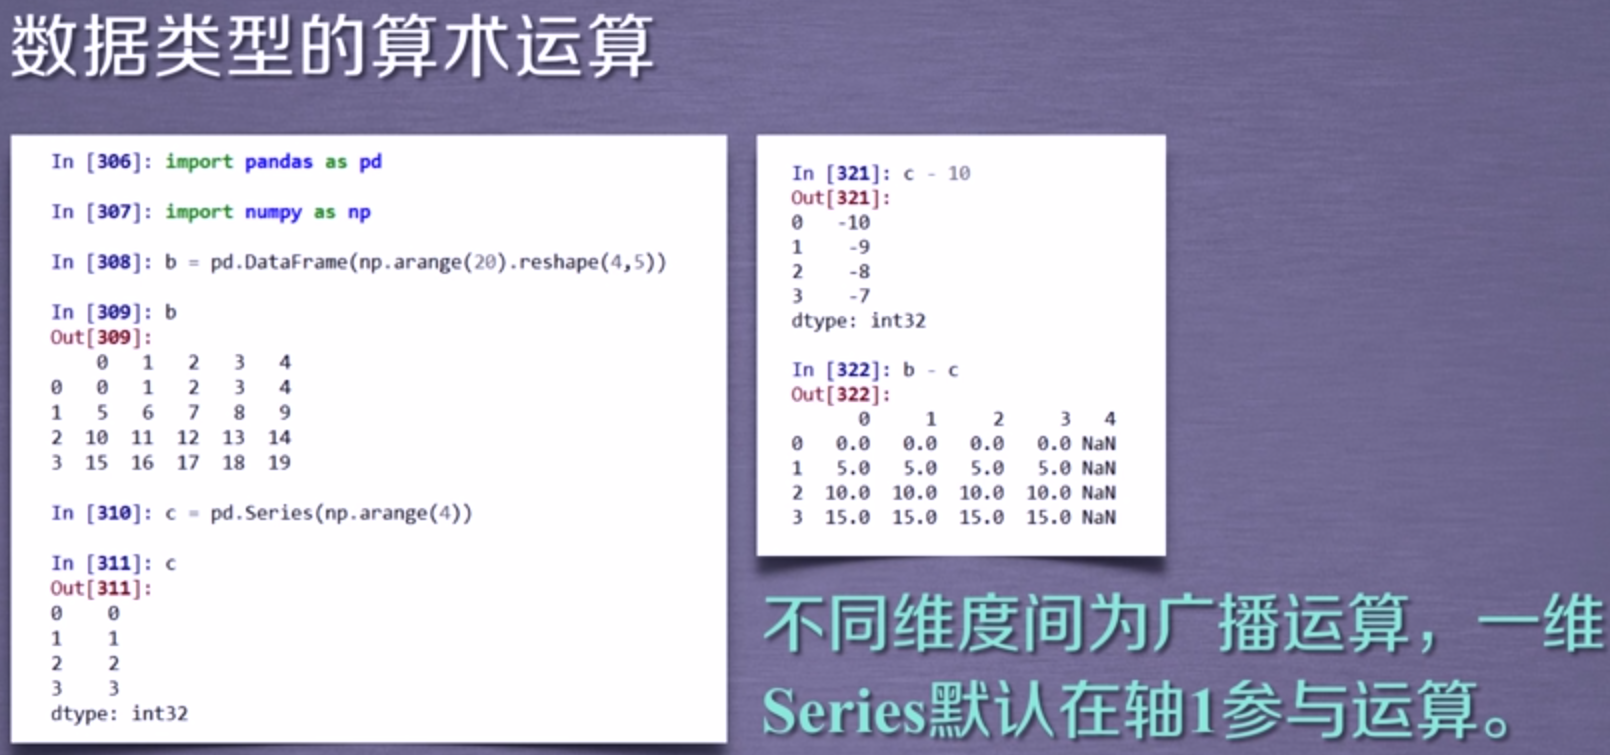 数据类型的算术运算
In [306]: import pandas as pd
In [307]: import numpy as np
In [308]: b = pd.DataFrame(np.arange(20).reshape(4,5))
In [309]: b
Out[309]:
0 1 2 3 4
0 0 1 2 3 4
1 5 6 7 8 9
2 10 11 12 13 14
3 15 16 17 18 19
In [310]: c = pd.Series(np.arange(4))
In [311]: c
Out[311]:
0 0
1 1
2 2
3 3
dtype: int32
In [321]: c - 10
Out[321]:
0 -10
1 -9
2 -8
3 -7
dtype: int32
In [322]: b - c
Out[322]:
0 1 2 3 4
0 0.0 0.0 0.0 0.0 NaN
1 5.0 5.0 5.0 5.0 NaN
2 10.0 10.0 10.0 10.0 NaN
3 15.0 15.0 15.0 15.0 NaN
不同维度间为广播运算，一维
Series默认在轴1参与运算。